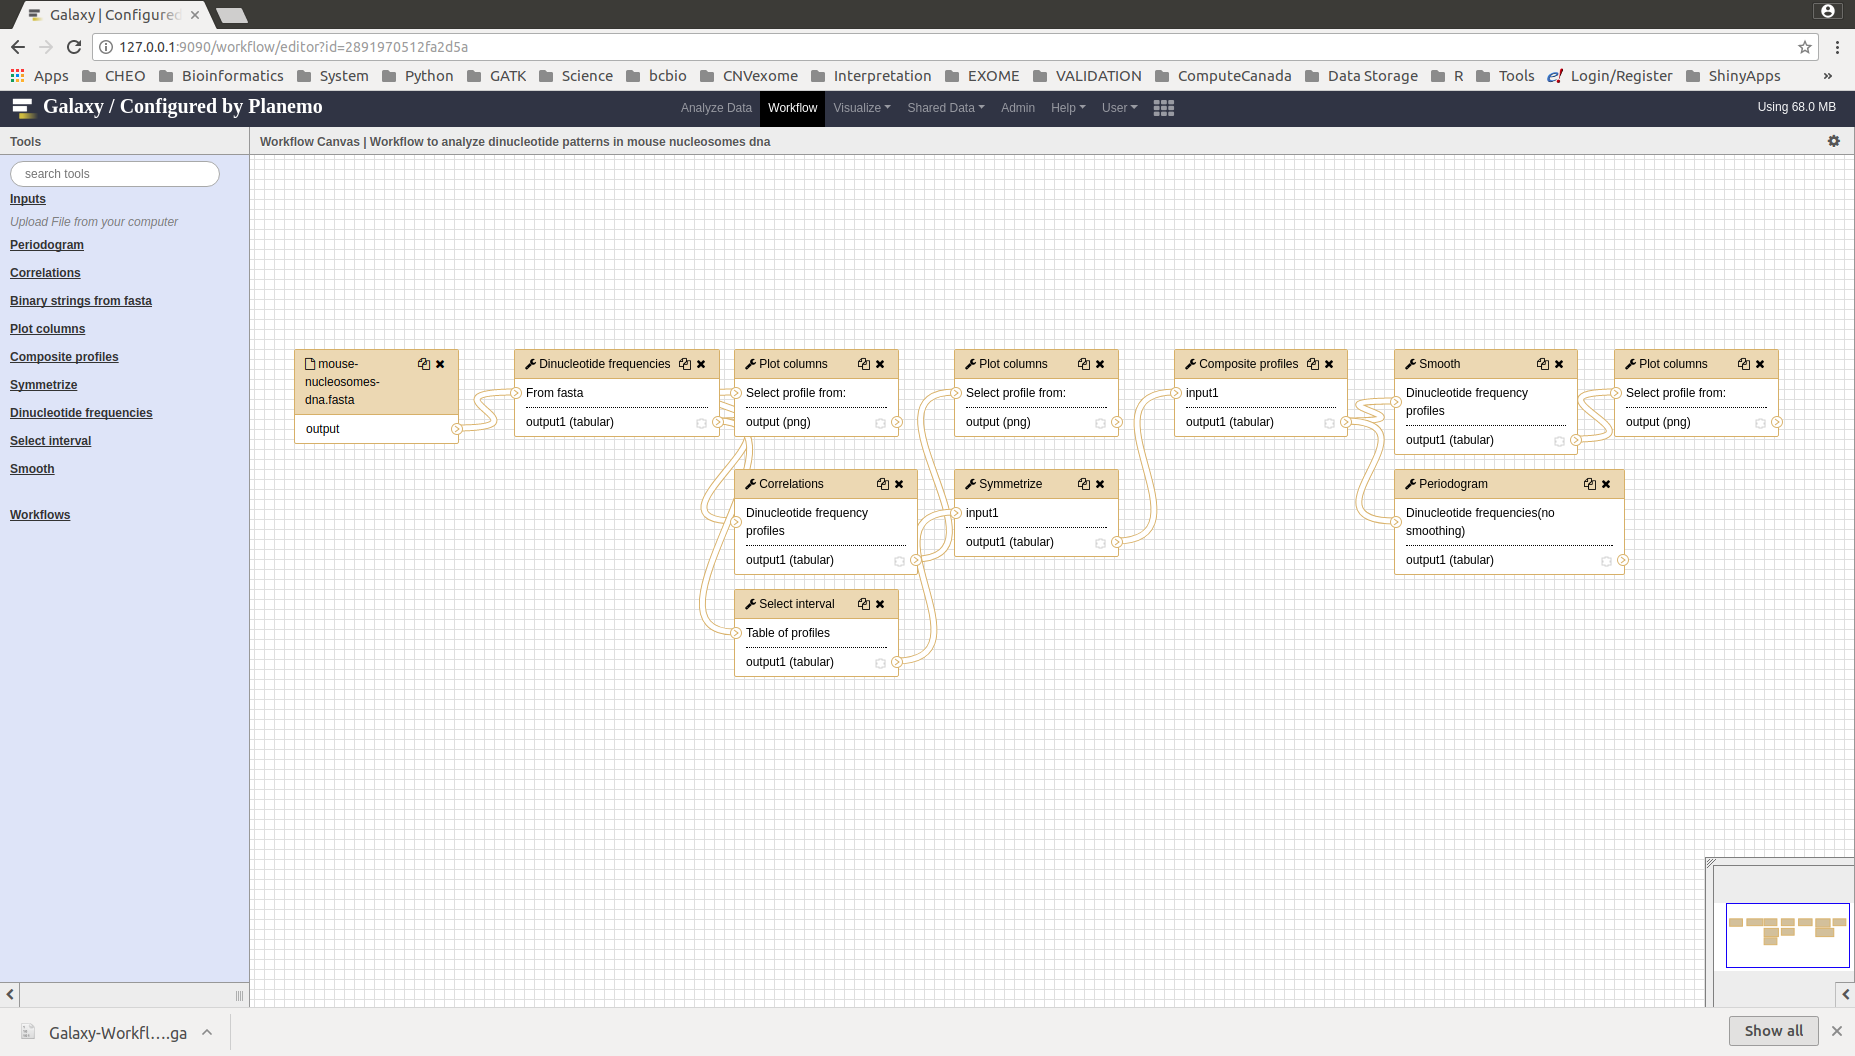 Galaxy | Configured
127.0.0.1:9090/workflow/editor?id=2891970512fa2d5a
Apps CHEO Bioinformatics System Python GATK Science bcbio CNVexome Interpretation EXOME VALIDATION ComputeCanada Data Storage R Tools e! Login/Register ShinyApps »
Galaxy / Configured by Planemo Analyze Data Workflow Visualize Shared Data Admin Help User Using 68.0 MB
Tools
Workflow Canvas | Workflow to analyze dinucleotide patterns in mouse nucleosomes dna
search tools
Inputs
Upload File from your computer
Periodogram
Correlations
Binary strings from fasta
Plot columns
Composite profiles
Symmetrize
Dinucleotide frequencies
Select interval
Smooth
Workflows
mouse-
nucleosomes-
dna.fasta
output
Dinucleotide frequencies
From fasta
output1 (tabular)
Plot columns
Select profile from:
output (png)
Correlations
Dinucleotide frequency
profiles
output1 (tabular)
Select interval
Table of profiles
output1 (tabular)
Plot columns
Select profile from:
output (png)
Symmetrize
input1
output1 (tabular)
Composite profiles
input1
output1 (tabular)
Smooth
Dinucleotide frequency
profiles
output1 (tabular)
Periodogram
Dinucleotide frequencies(no
smoothing)
output1 (tabular)
Plot columns
Select profile from:
output (png)
Galaxy-Workfl....ga
Show all